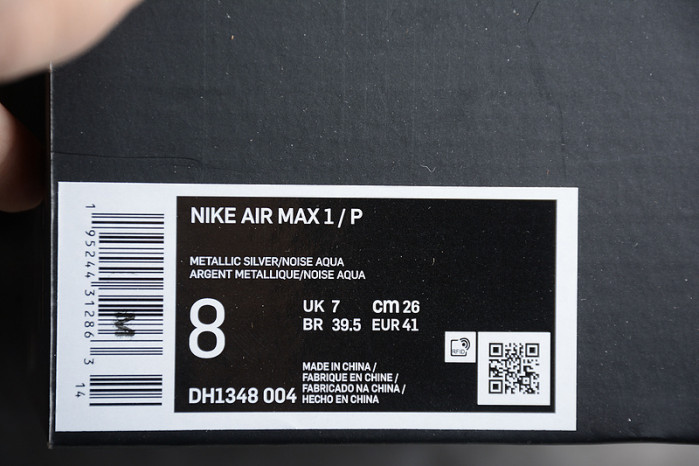 NIKE AIR MAX 1 / P
METALLIC SILVER/NOISE AQUA
ARGENT METALLIQUE/NOISE AQUA
8
UK 7 cm 26
BR 39.5 EUR 41
DH1348 004
MADE IN CHINA /
FABRIQUE EN CHINE /
FABRICADO NA CHINA /
HECHO EN CHINA
RFID
1 95244 31286 3
14
M